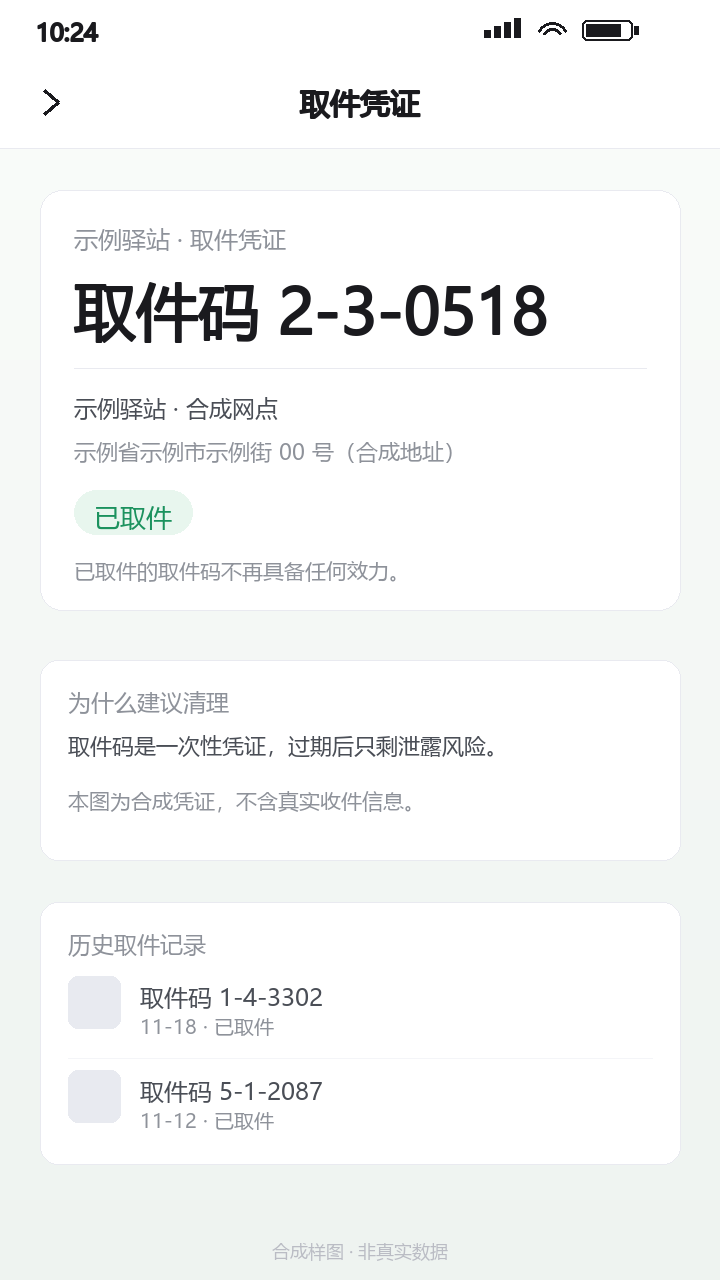 10:24
取件凭证
示例驿站 · 取件凭证
取件码 2-3-0518
示例驿站 · 合成网点
示例省示例市示例街 00 号（合成地址）
已取件
已取件的取件码不再具备任何效力。
为什么建议清理
取件码是一次性凭证，过期后只剩泄露风险。
本图为合成凭证，不含真实收件信息。
历史取件记录
取件码 1-4-3302
11-18 · 已取件
取件码 5-1-2087
11-12 · 已取件
合成样图 · 非真实数据